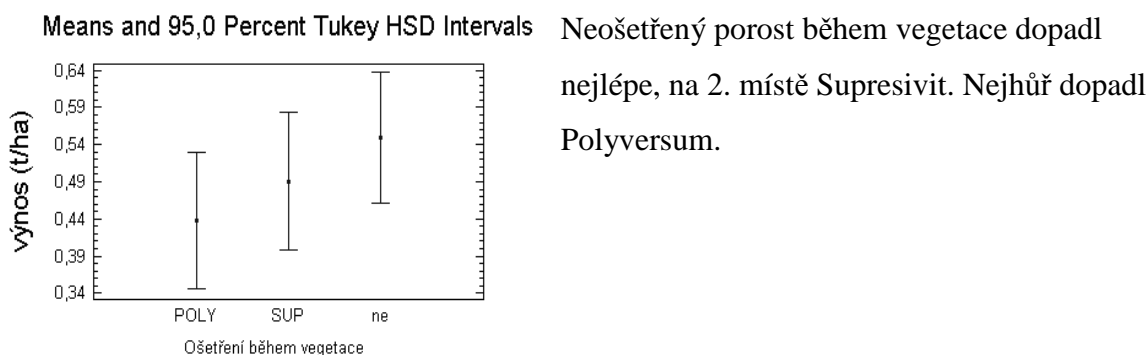 Means and 95,0 Percent Tukey HSD Intervals
výnos (t/ha)
0,64
0,59
0,54
0,49
0,44
0,39
0,34
POLY SUP ne
Ošetření během vegetace
Neošetřený porost během vegetace dopadl
nejlépe, na 2. místě Supresivit. Nejhůř dopadl
Polyversum.